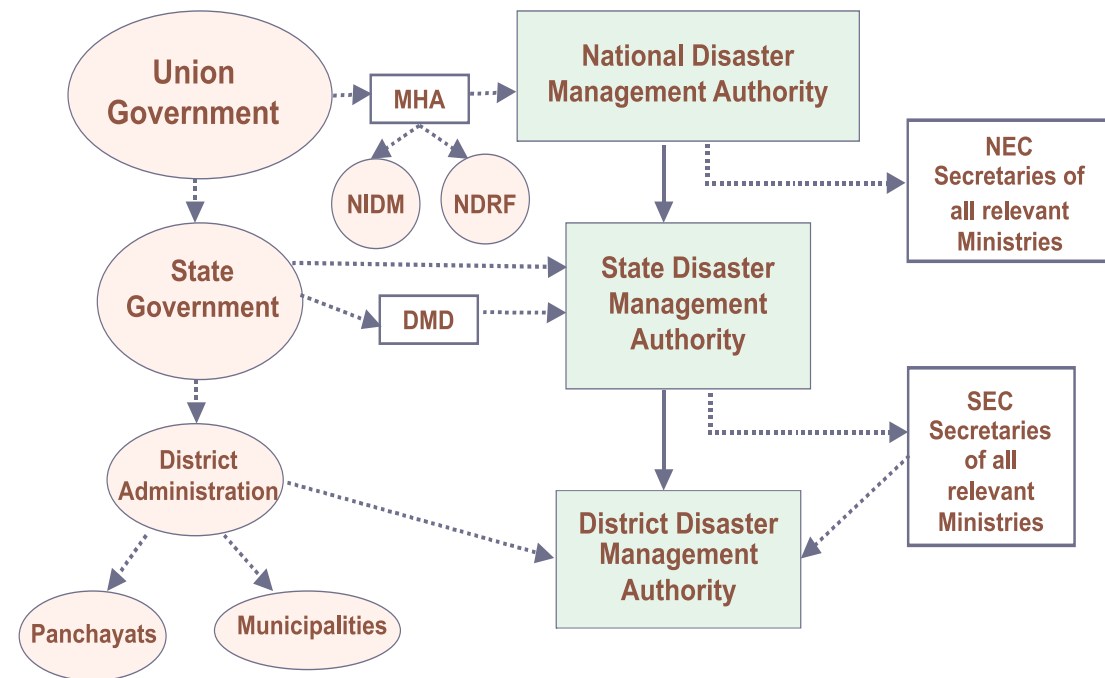 Union
Government
MHA
National Disaster
Management Authority
NIDM
NDRF
NEC
Secretaries of
all relevant
Ministries
State
Government
DMD
State Disaster
Management
Authority
SEC
Secretaries
of all
relevant
Ministries
District
Administration
District Disaster
Management
Authority
Panchayats
Municipalities